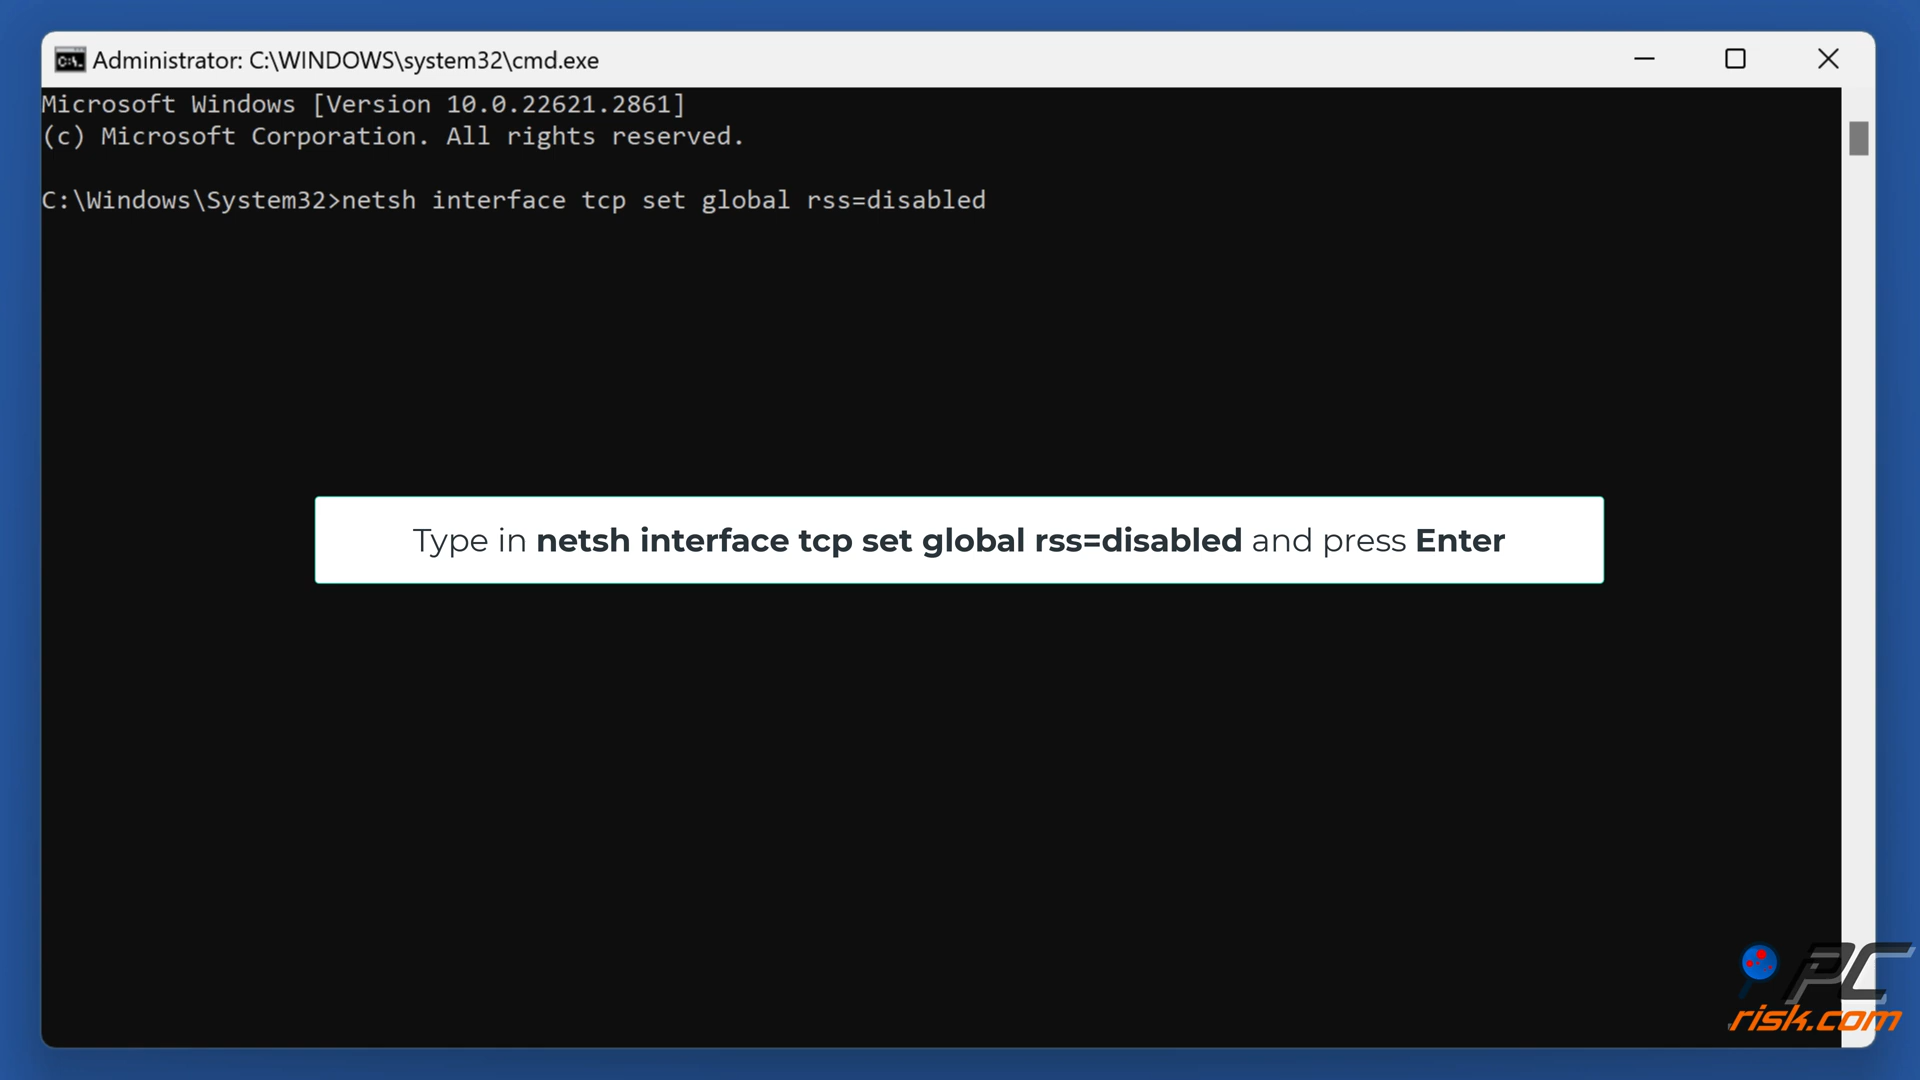 Administrator: C:\WINDOWS\system32\cmd.exe
Microsoft Windows [Version 10.0.22621.2861]
(c) Microsoft Corporation. All rights reserved.
C:\Windows\System32>netsh interface tcp set global rss=disabled
Type in netsh interface tcp set global rss=disabled and press Enter
PC
risk.com